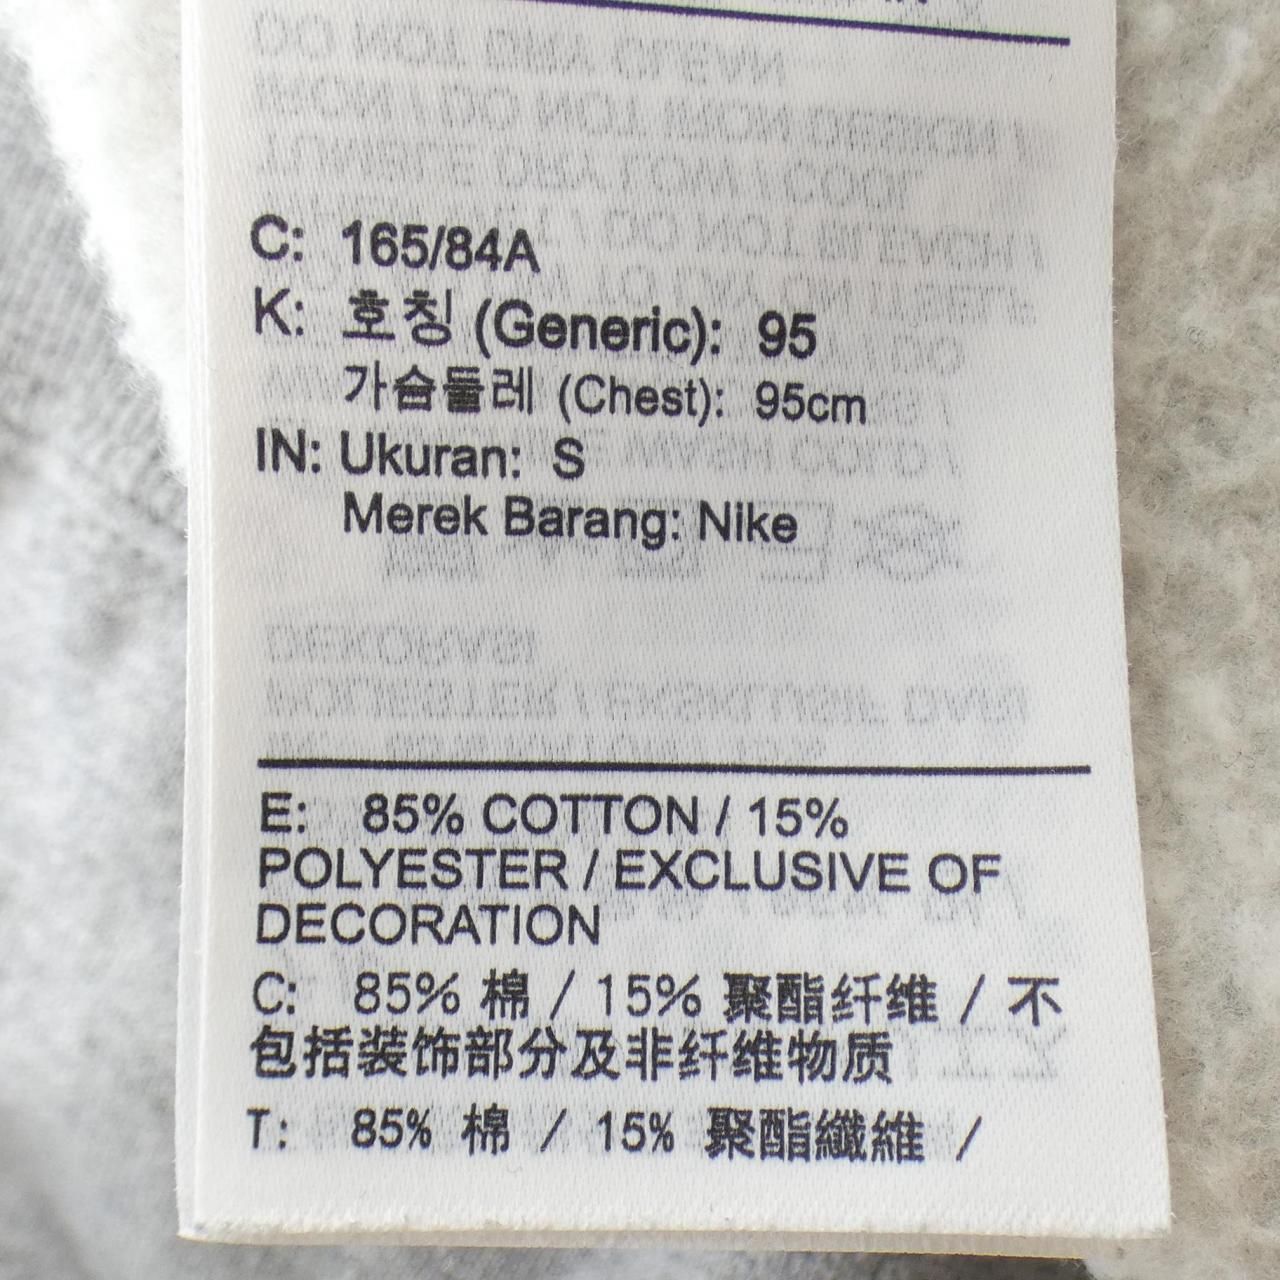 C: 165/84A
K: 호칭 (Generic): 95
가슴둘레 (Chest): 95cm
IN: Ukuran: S
Merek Barang: Nike
E: 85% COTTON / 15%
POLYESTER / EXCLUSIVE OF
DECORATION
C: 85% 棉 / 15% 聚酯纤维 / 不
包括装饰部分及非纤维物质
T: 85% 棉 / 15% 聚酯纖維 /